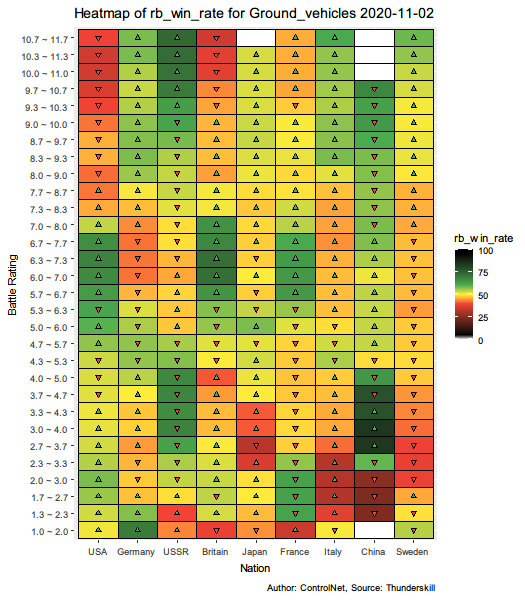 Heatmap of rb_win_rate for Ground_vehicles 2020-11-02
Battle Rating
10.7 ~ 11.7
10.3 ~ 11.3
10.0 ~ 11.0
9.7 ~ 10.7
9.3 ~ 10.3
9.0 ~ 10.0
8.7 ~ 9.7
8.3 ~ 9.3
8.0 ~ 9.0
7.7 ~ 8.7
7.3 ~ 8.3
7.0 ~ 8.0
6.7 ~ 7.7
6.3 ~ 7.3
6.0 ~ 7.0
5.7 ~ 6.7
5.3 ~ 6.3
5.0 ~ 6.0
4.7 ~ 5.7
4.3 ~ 5.3
4.0 ~ 5.0
3.7 ~ 4.7
3.3 ~ 4.3
3.0 ~ 4.0
2.7 ~ 3.7
2.3 ~ 3.3
2.0 ~ 3.0
1.7 ~ 2.7
1.3 ~ 2.3
1.0 ~ 2.0
USA Germany USSR Britain Japan France Italy China Sweden
Nation
rb_win_rate
100
75
50
25
0
Author: ControlNet, Source: Thunderskill